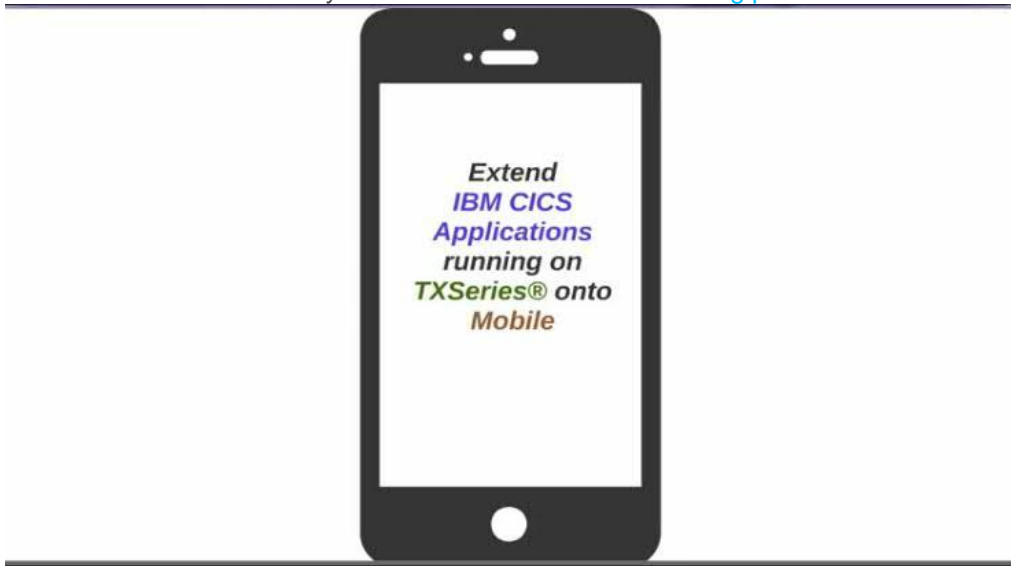 Extend
IBM CICS
Applications
running on
TXSeries® onto
Mobile